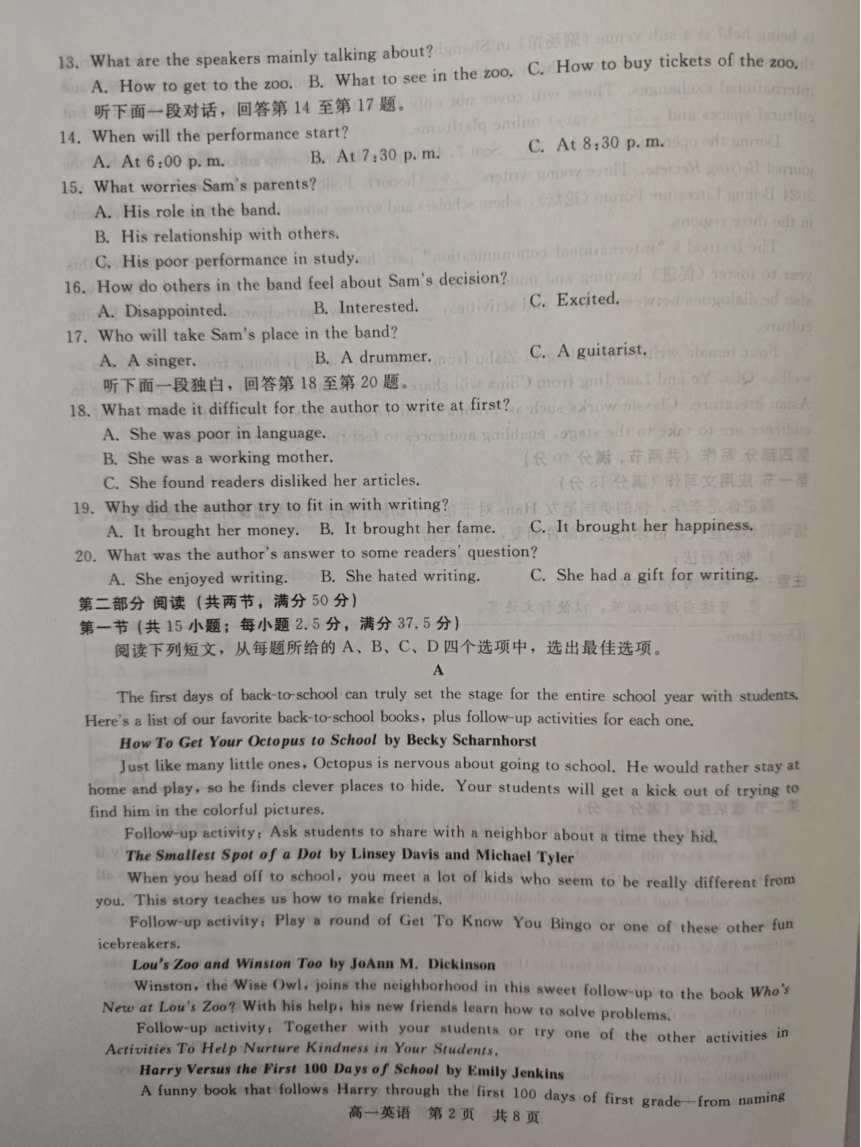 13. What are the speakers mainly talking about?
A. How to get to the zoo. B. What to see in the zoo. C. How to buy tickets of the zoo.
听下面一段对话，回答第 14 至第 17 题。
14. When will the performance start?
A. At 6:00 p. m. B. At 7:30 p. m. C. At 8:30 p. m.
15. What worries Sam's parents?
A. His role in the band.
B. His relationship with others.
C. His poor performance in study.
16. How do others in the band feel about Sam's decision?
A. Disappointed. B. Interested. C. Excited.
17. Who will take Sam's place in the band?
A. A singer. B. A drummer. C. A guitarist.
听下面一段独白，回答第 18 至第 20 题。
18. What made it difficult for the author to write at first?
A. She was poor in language.
B. She was a working mother.
C. She found readers disliked her articles.
19. Why did the author try to fit in with writing?
A. It brought her money. B. It brought her fame. C. It brought her happiness.
20. What was the author's answer to some readers' question?
A. She enjoyed writing. B. She hated writing. C. She had a gift for writing.
第二部分 阅读（共两节，满分 50 分）
第一节（共 15 小题；每小题 2.5 分，满分 37.5 分）
阅读下列短文，从每题所给的 A、B、C、D 四个选项中，选出最佳选项。
A
The first days of back-to-school can truly set the stage for the entire school year with students.
Here's a list of our favorite back-to-school books, plus follow-up activities for each one.
How To Get Your Octopus to School by Becky Scharnhorst
Just like many little ones, Octopus is nervous about going to school. He would rather stay at
home and play, so he finds clever places to hide. Your students will get a kick out of trying to
find him in the colorful pictures.
Follow-up activity: Ask students to share with a neighbor about a time they hid.
The Smallest Spot of a Dot by Linsey Davis and Michael Tyler
When you head off to school, you meet a lot of kids who seem to be really different from
you. This story teaches us how to make friends.
Follow-up activity: Play a round of Get To Know You Bingo or one of these other fun
icebreakers.
Lou's Zoo and Winston Too by JoAnn M. Dickinson
Winston, the Wise Owl, joins the neighborhood in this sweet follow-up to the book Who's
New at Lou's Zoo? With his help, his new friends learn how to solve problems.
Follow-up activity: Together with your students or try one of the other activities in
Activities To Help Nurture Kindness in Your Students.
Harry Versus the First 100 Days of School by Emily Jenkins
A funny book that follows Harry through the first 100 days of first grade—from naming
高一英语 第 2 页 共 8 页